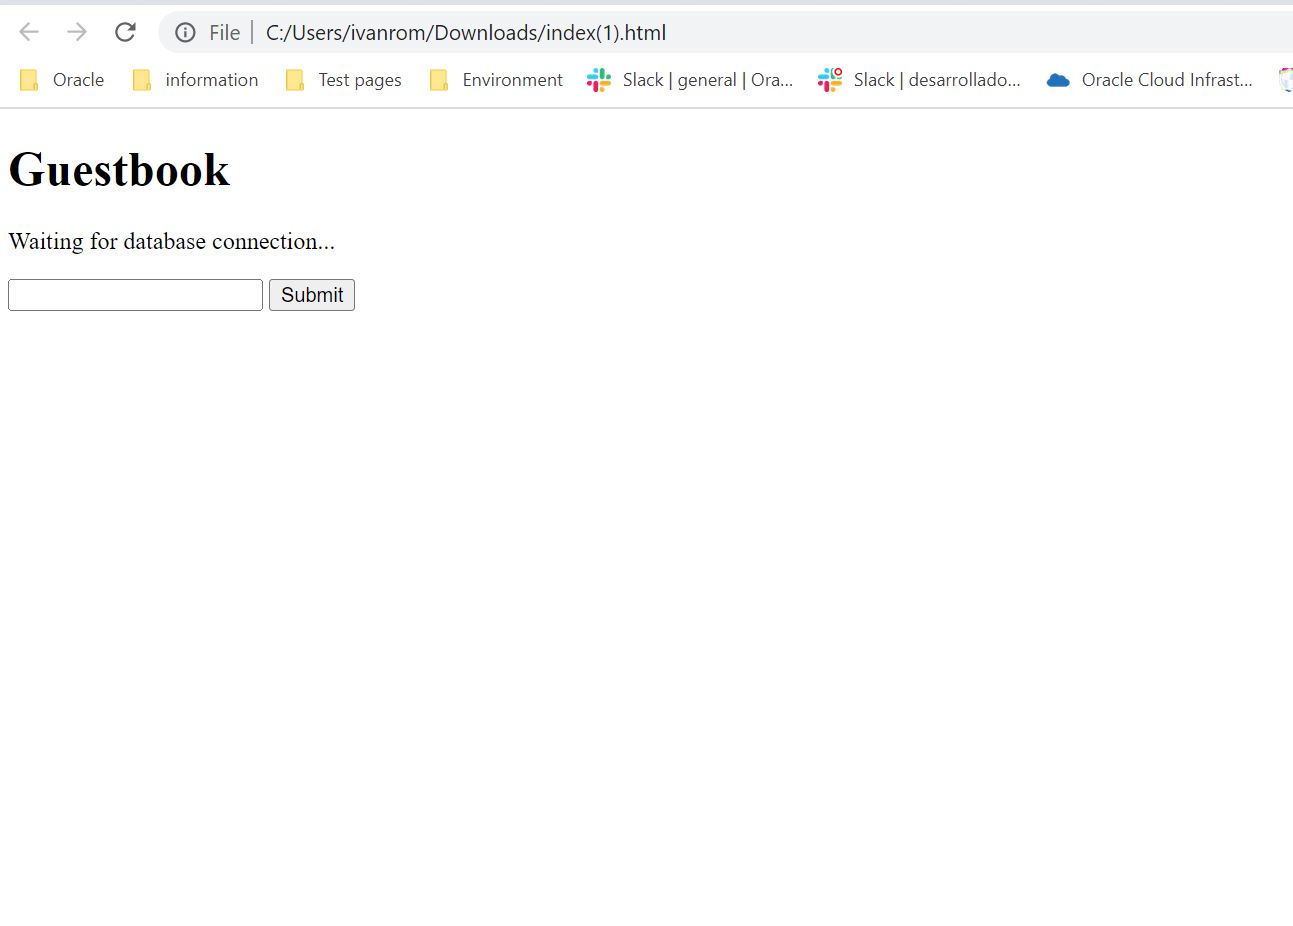 File C:/Users/ivanrom/Downloads/index(1).html
Oracle information Test pages Environment Slack | general | Ora... Slack | desarrollado... Oracle Cloud Infrast...
Guestbook
Waiting for database connection...
Submit